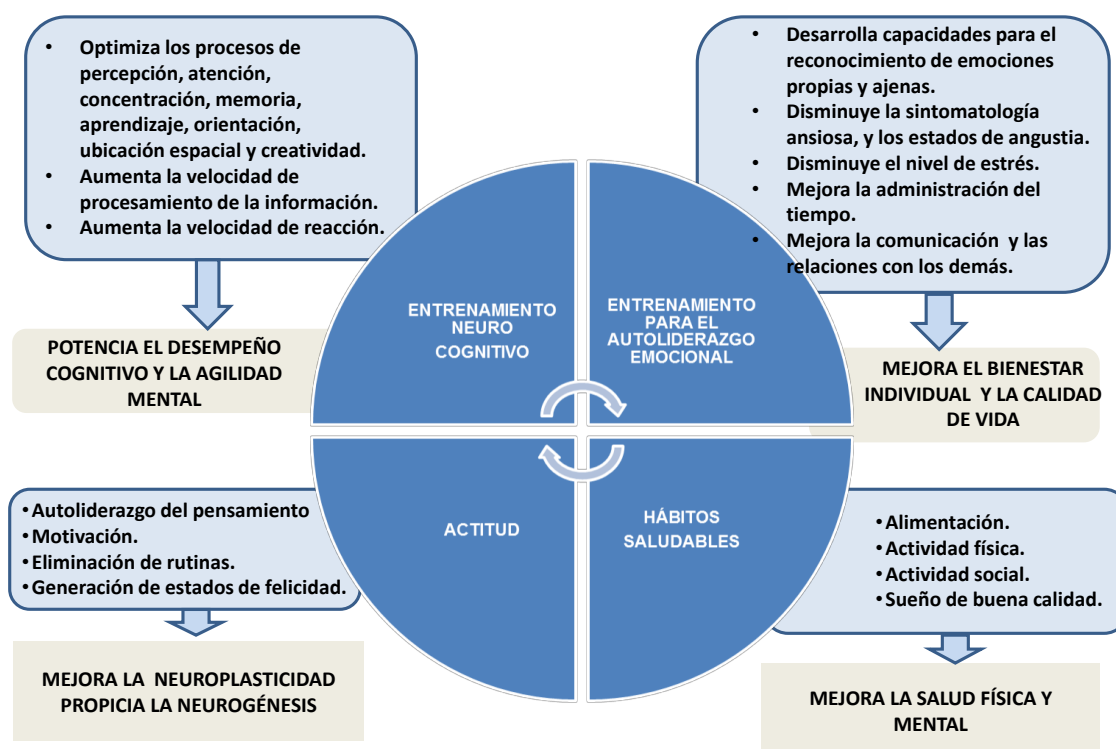 • Optimiza los procesos de
percepción, atención,
concentración, memoria,
aprendizaje, orientación,
ubicación espacial y creatividad.
• Aumenta la velocidad de
procesamiento de la información.
• Aumenta la velocidad de reacción.
POTENCIA EL DESEMPEÑO
COGNITIVO Y LA AGILIDAD
MENTAL
• Desarrolla capacidades para el
reconocimiento de emociones
propias y ajenas.
• Disminuye la sintomatología
ansiosa, y los estados de angustia.
• Disminuye el nivel de estrés.
• Mejora la administración del
tiempo.
• Mejora la comunicación y las
relaciones con los demás.
MEJORA EL BIENESTAR
INDIVIDUAL Y LA CALIDAD
DE VIDA
ENTRENAMIENTO
NEURO
COGNITIVO
ENTRENAMIENTO
PARA EL
AUTOLIDERAZGO
EMOCIONAL
ACTITUD
HÁBITOS
SALUDABLES
• Autoliderazgo del pensamiento
• Motivación.
• Eliminación de rutinas.
• Generación de estados de felicidad.
MEJORA LA NEUROPLASTICIDAD
PROPICIA LA NEUROGÉNESIS
• Alimentación.
• Actividad física.
• Actividad social.
• Sueño de buena calidad.
MEJORA LA SALUD FÍSICA Y
MENTAL